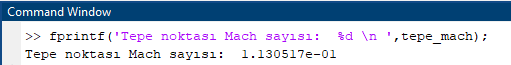 Command Window
>> fprintf('Tepe noktası Mach sayısı:  %d \n ',tepe_mach);
Tepe noktası Mach sayısı:  1.130517e-01